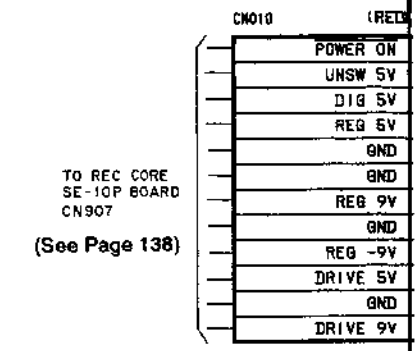 CN010 (RED
POWER ON
UNSW 5V
DIG 5V
REG 5V
GND
GND
REG 9V
GND
REG -9V
DRIVE 5V
GND
DRIVE 9V
TO REC CORE
SE-10P BOARD
CN907
(See Page 138)